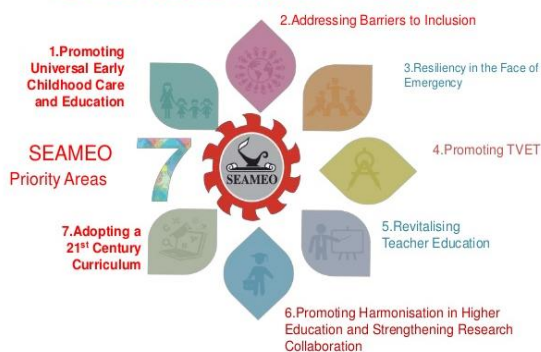 2.Addressing Barriers to Inclusion
1.Promoting
Universal Early
Childhood Care
and Education
3.Resiliency in the Face of
Emergency
SEAMEO
Priority Areas
7
SEAMEO
4.Promoting TVET
7.Adopting a
21st Century
Curriculum
5.Revitalising
Teacher Education
6.Promoting Harmonisation in Higher
Education and Strengthening Research
Collaboration